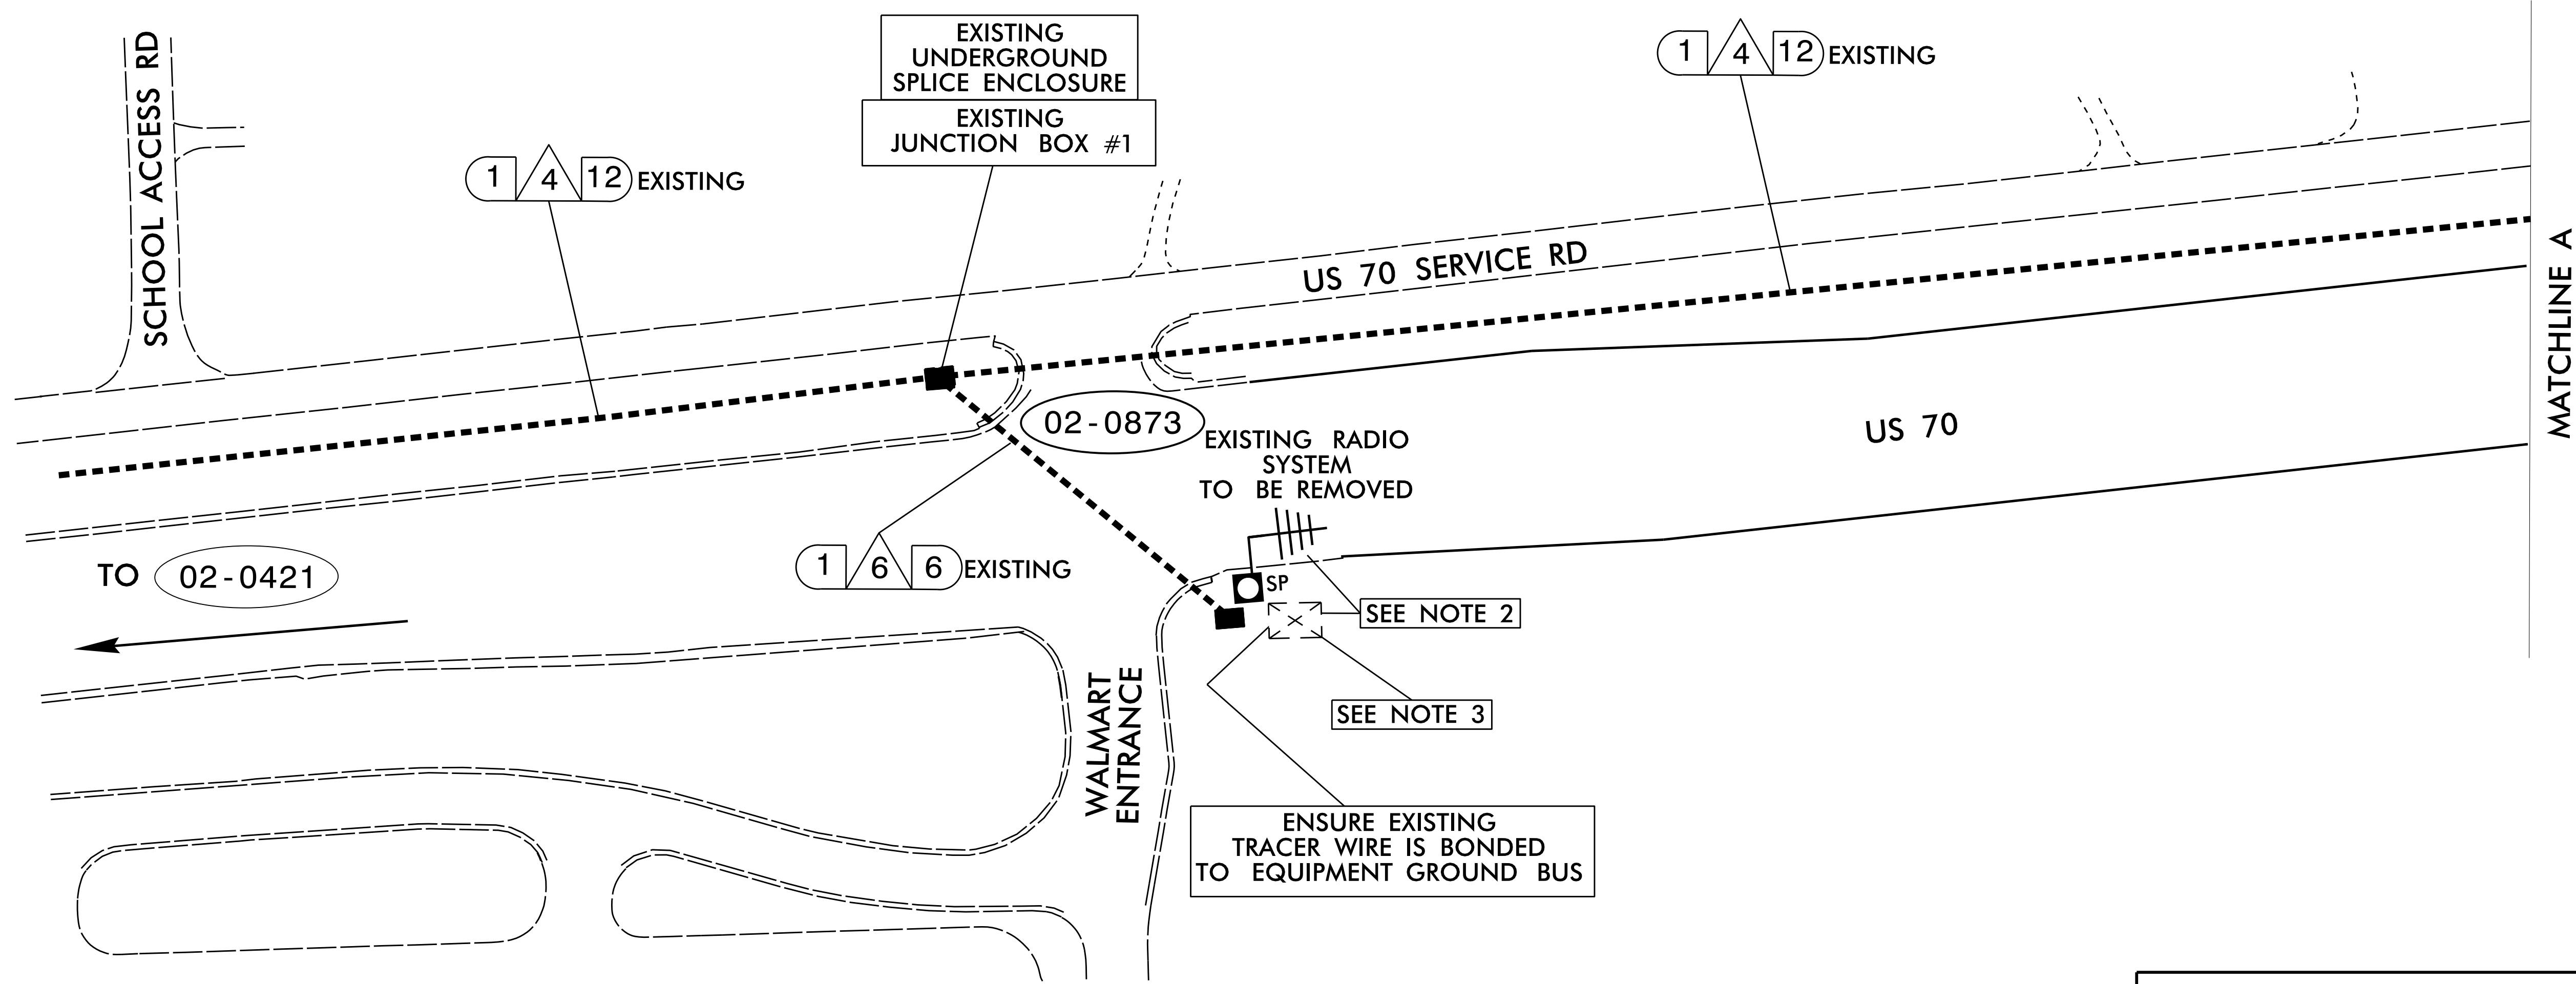 SCHOOL ACCESS RD
EXISTING
UNDERGROUND
SPLICE ENCLOSURE
EXISTING
JUNCTION BOX #1
1 4 12 EXISTING
1 4 12 EXISTING
US 70 SERVICE RD
MATCHLINE A
US 70
02-0873
EXISTING RADIO
SYSTEM
TO BE REMOVED
1 6 6 EXISTING
TO 02-0421
SP
SEE NOTE 2
SEE NOTE 3
WALMART
ENTRANCE
ENSURE EXISTING
TRACER WIRE IS BONDED
TO EQUIPMENT GROUND BUS